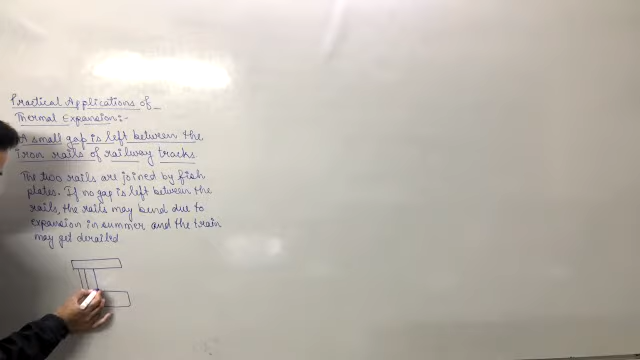 Practical Applications of
Thermal Expansion:-
A small gap is left between the
iron rails of railway tracks
The two rails are joined by fish
plates. If no gap is left between the
rails, the rails may bend due to
expansion in summer and the train
may get derailed